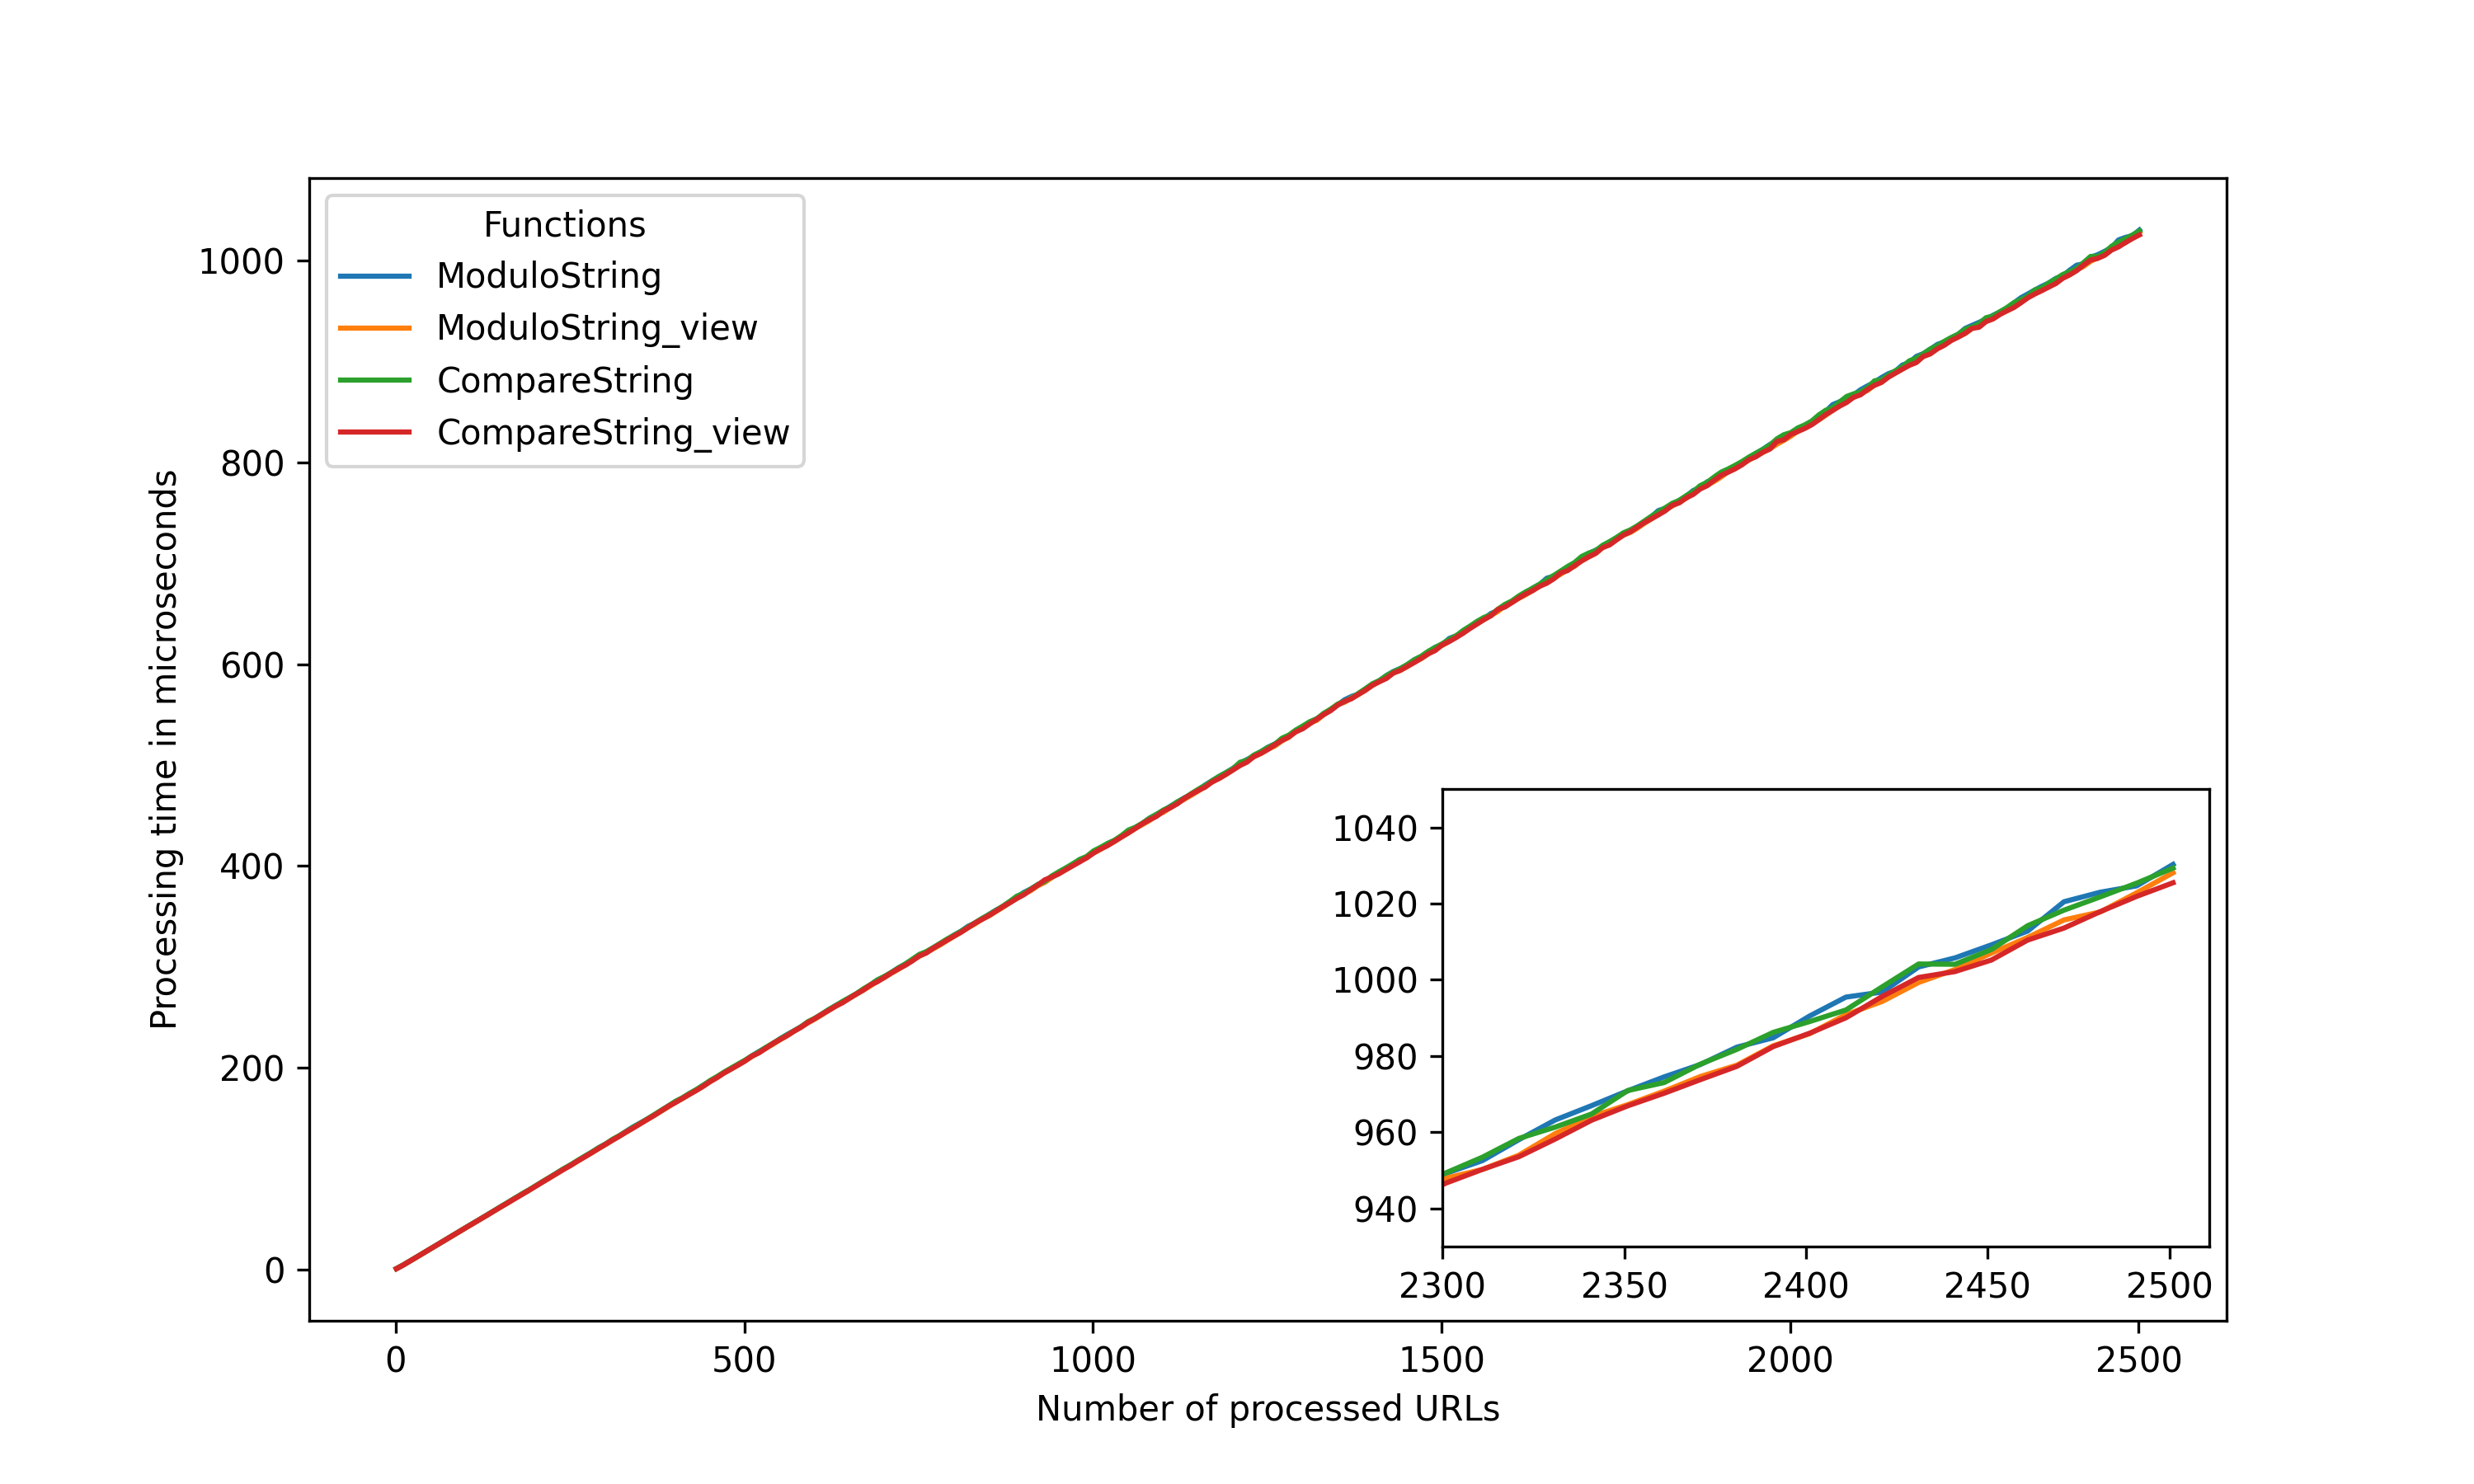 Functions
ModuloString
ModuloString_view
CompareString
CompareString_view
Processing time in microseconds
1000
800
600
400
200
0
0 500 1000 1500 2000 2500
Number of processed URLs
1040
1020
1000
980
960
940
2300 2350 2400 2450 2500